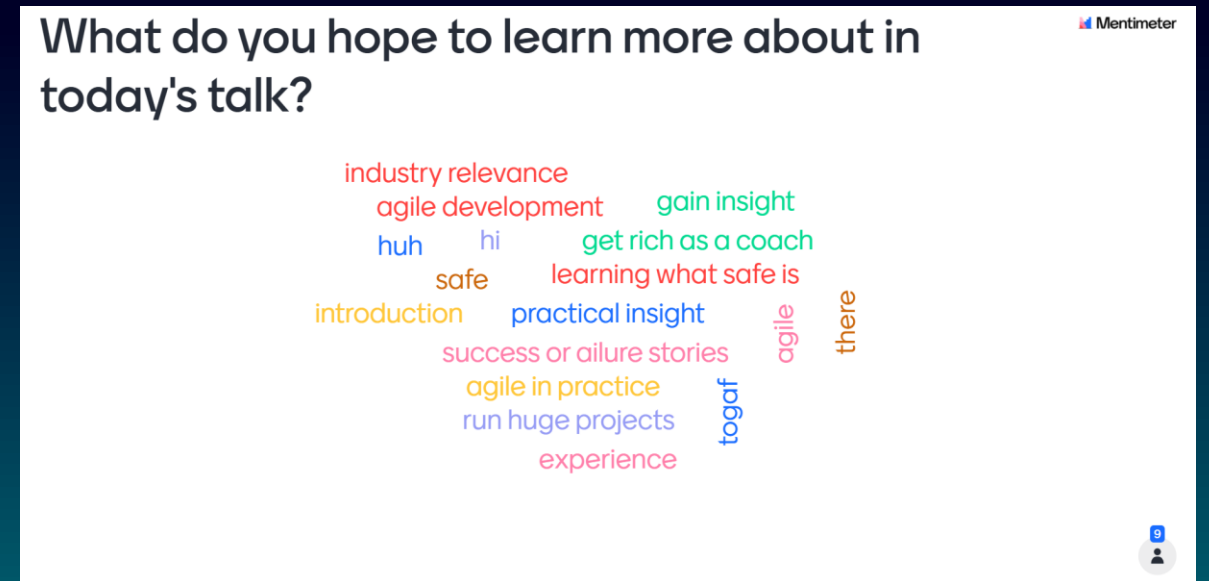 What do you hope to learn more about in
today's talk?
Mentimeter
industry relevance
agile development
gain insight
huh
hi
get rich as a coach
safe
learning what safe is
introduction
practical insight
agile
there
success or ailure stories
agile in practice
togaf
run huge projects
experience
9